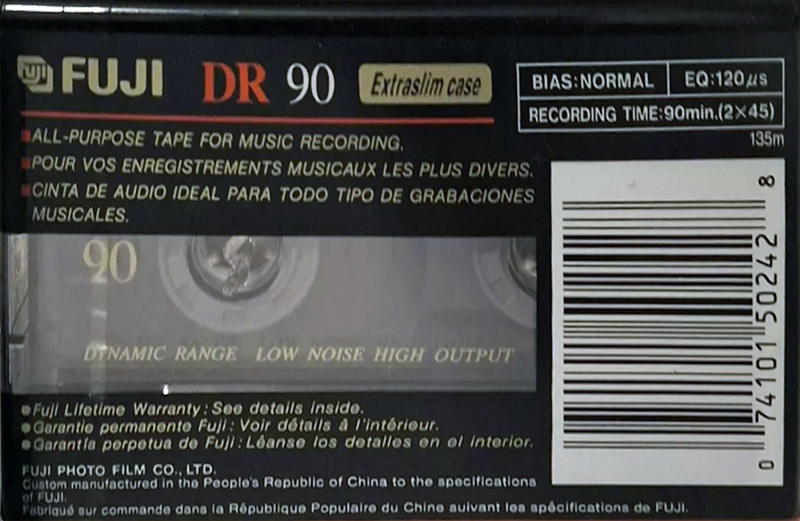 FUJI DR 90 Extraslim case
BIAS:NORMAL EQ:120µs
RECORDING TIME:90min.(2×45)
135m
ALL-PURPOSE TAPE FOR MUSIC RECORDING.
POUR VOS ENREGISTREMENTS MUSICAUX LES PLUS DIVERS.
CINTA DE AUDIO IDEAL PARA TODO TIPO DE GRABACIONES
MUSICALES.
90
DYNAMIC RANGE LOW NOISE HIGH OUTPUT
0 74101 50242 8
●Fuji Lifetime Warranty: See details inside.
●Garantie permanente Fuji: Voir détails à l'intérieur.
●Garantía perpetua de Fuji: Léanse los detalles en el interior.
FUJI PHOTO FILM CO., LTD.
Custom manufactured in the People's Republic of China to the specifications
of FUJI.
Fabriqué sur commande dans la République Populaire du Chine suivant les spécifications de FUJI.